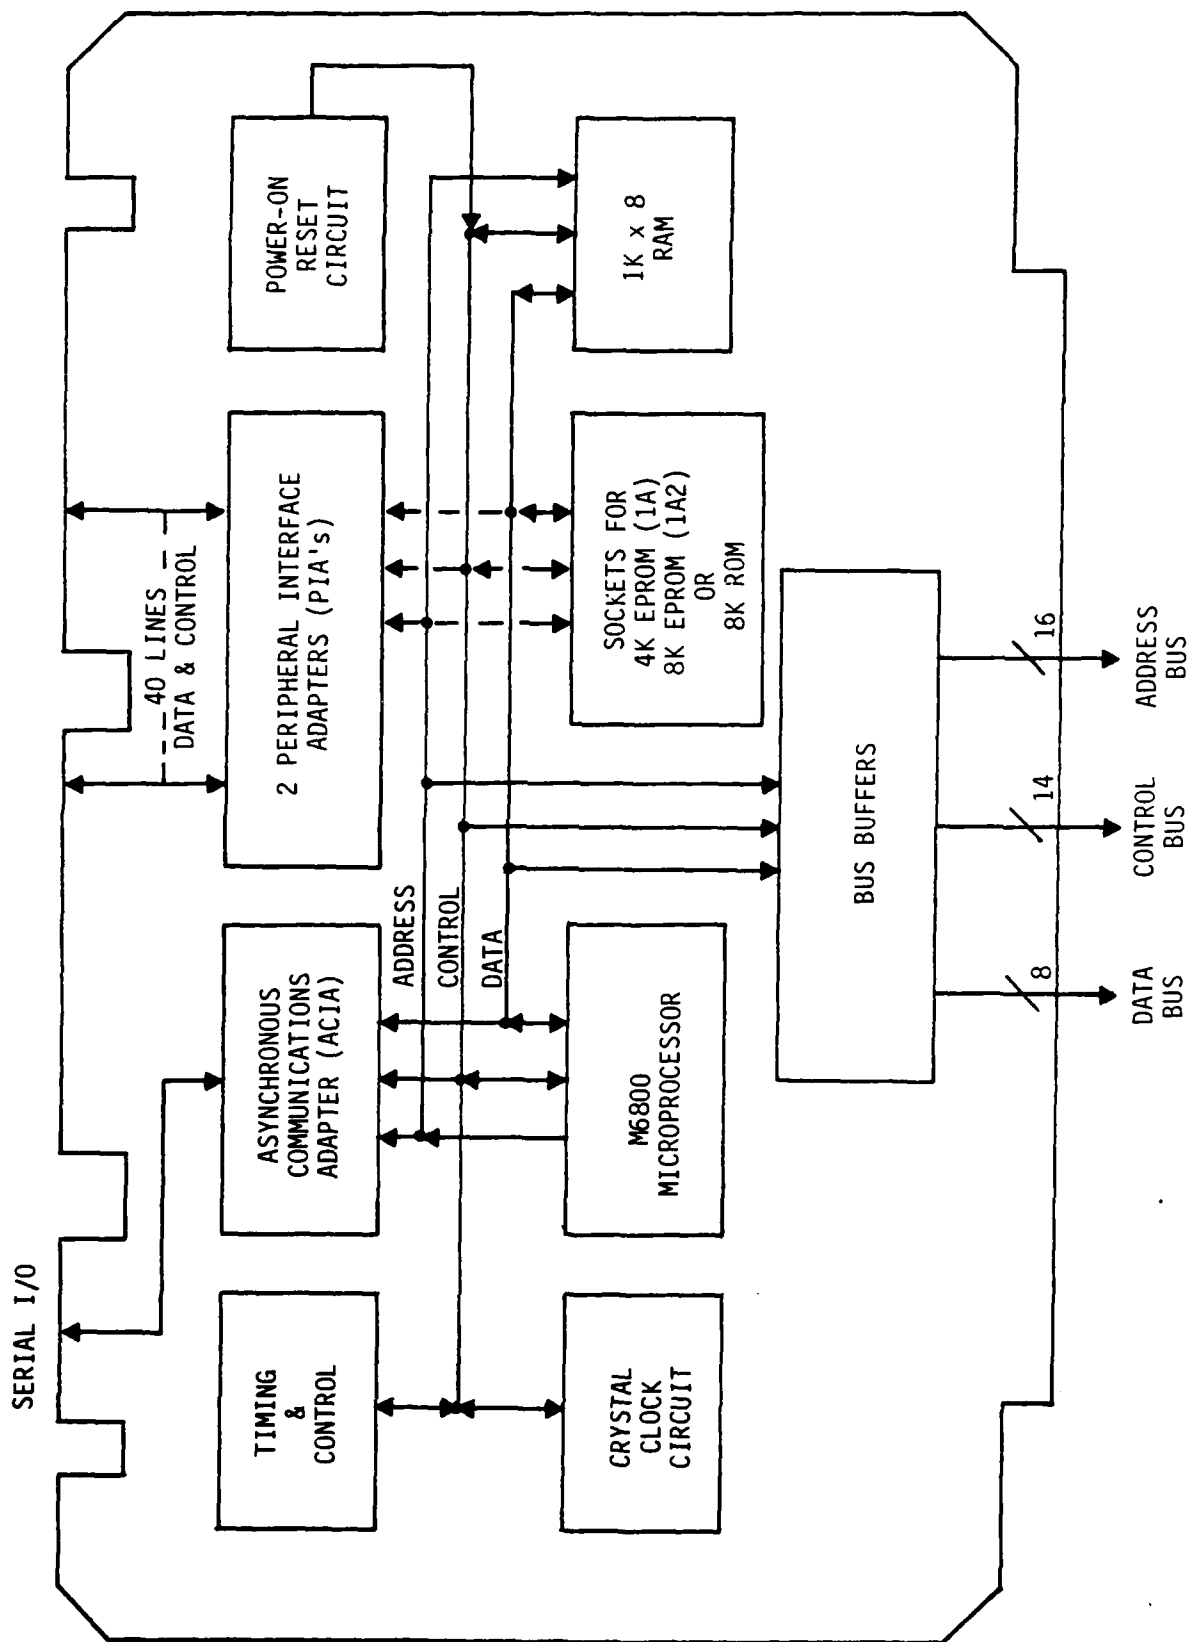 SERIAL I/O
40 LINES
DATA & CONTROL
TIMING
&
CONTROL
ASYNCHRONOUS
COMMUNICATIONS
ADAPTER (ACIA)
2 PERIPHERAL INTERFACE
ADAPTERS (PIA's)
POWER-ON
RESET
CIRCUIT
ADDRESS
CONTROL
DATA
CRYSTAL
CLOCK
CIRCUIT
M6800
MICROPROCESSOR
SOCKETS FOR
4K EPROM (1A)
8K EPROM (1A2)
OR
8K ROM
1K x 8
RAM
BUS BUFFERS
8
14
16
DATA
BUS
CONTROL
BUS
ADDRESS
BUS